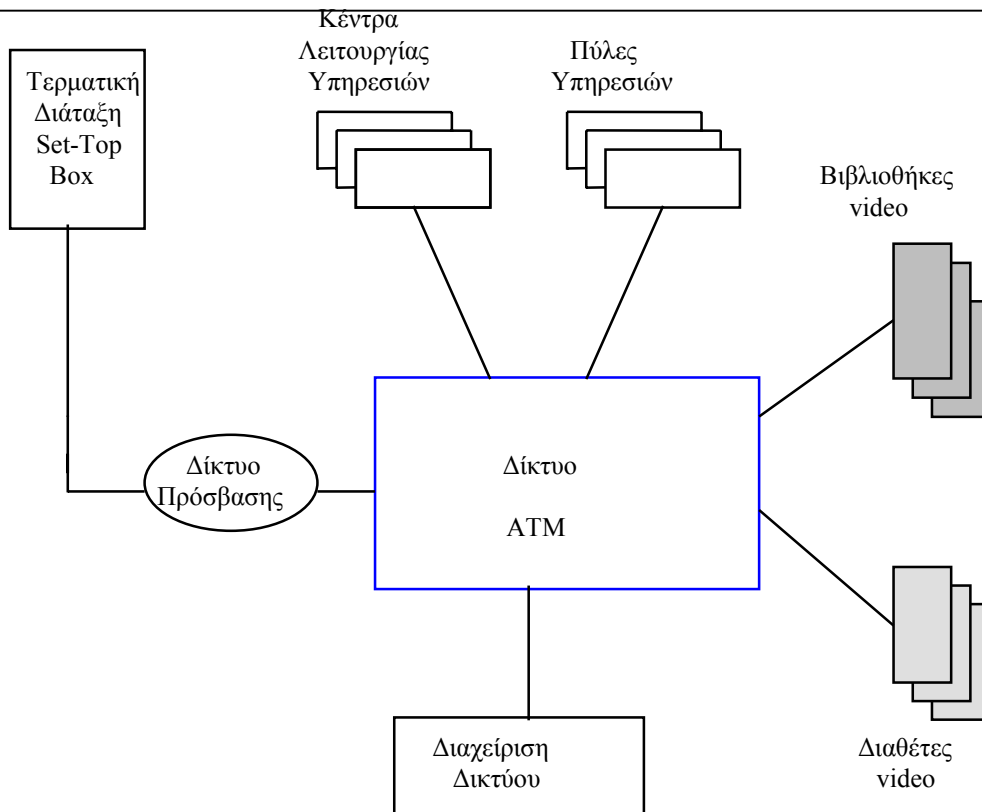 Κέντρα
Λειτουργίας
Υπηρεσιών
Πύλες
Υπηρεσιών
Τερματική
Διάταξη
Set-Top
Box
Βιβλιοθήκες
video
Δίκτυο
Πρόσβασης
Δίκτυο
ATM
Διαχείριση
Δικτύου
Διαθέτες
video